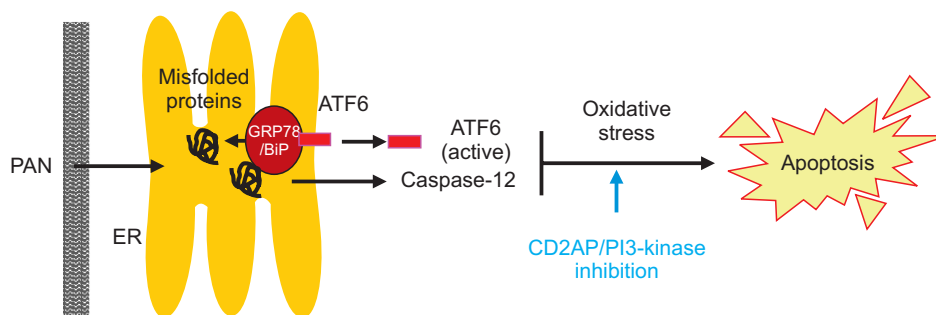 PAN
ER
Misfolded
proteins
GRP78
/BiP
ATF6
ATF6
(active)
Caspase-12
Oxidative
stress
CD2AP/PI3-kinase
inhibition
Apoptosis